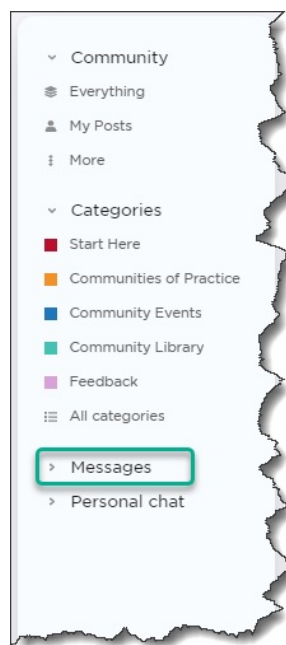 Community
Everything
My Posts
More
Categories
Start Here
Communities of Practice
Community Events
Community Library
Feedback
All categories
Messages
Personal chat